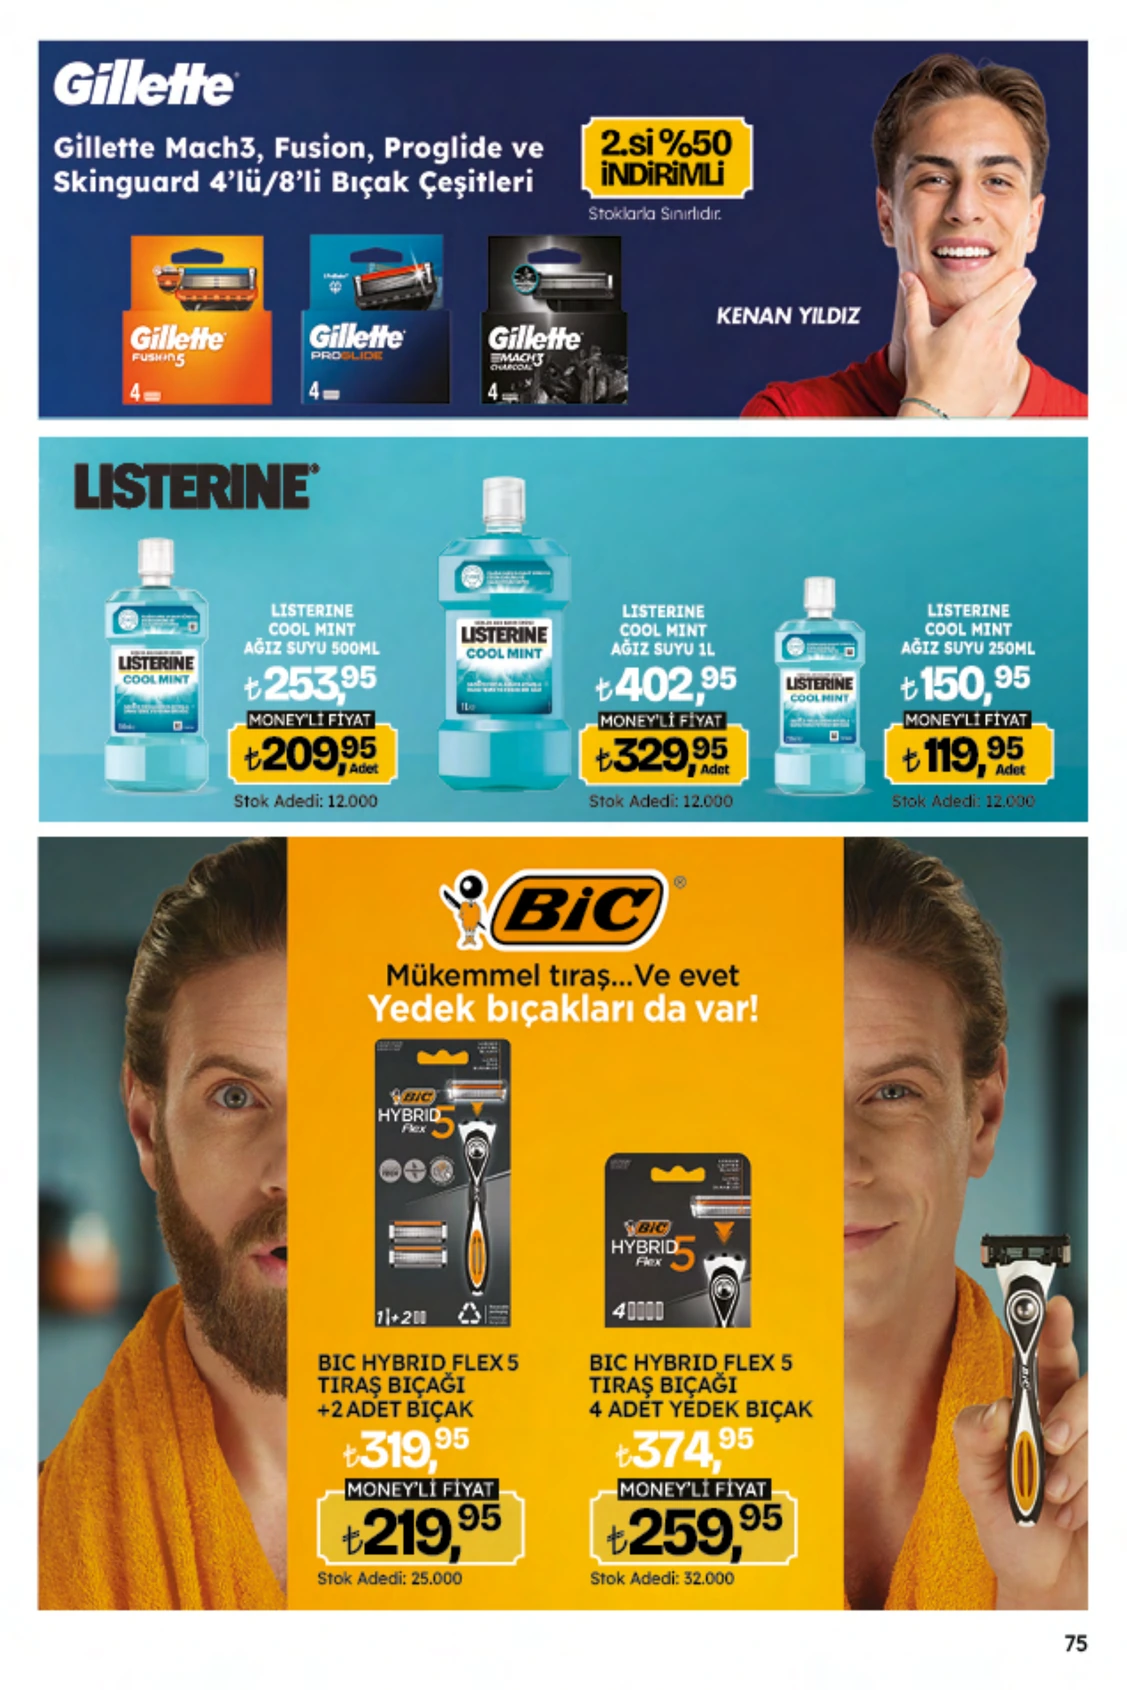 Gillette
Gillette Mach3, Fusion, Proglide ve
Skinguard 4'lü/8'li Bıçak Çeşitleri
2.si %50
İNDİRİMLİ
Stoklarla Sınırlıdır.
KENAN YILDIZ
Gillette
FUSION5
4
Gillette
PROGLIDE
4
Gillette
MACH3
CHARCOAL
4
LISTERINE®
LISTERINE
COOL MINT
LISTERINE
COOL MINT
AĞIZ SUYU 500ML
₺253,95
MONEY'Lİ FİYAT
₺209,95
Adet
Stok Adedi: 12.000
LISTERINE
COOL MINT
1L
LISTERINE
COOL MINT
AĞIZ SUYU 1L
₺402,95
MONEY'Lİ FİYAT
₺329,95
Adet
Stok Adedi: 12.000
LISTERINE
COOL MINT
LISTERINE
COOL MINT
AĞIZ SUYU 250ML
₺150,95
MONEY'Lİ FİYAT
₺119,95
Adet
Stok Adedi: 12.000
BiC®
Mükemmel tıraş...Ve evet
Yedek bıçakları da var!
BiC
HYBRID 5
Flex
1+2
BIC HYBRID FLEX 5
TIRAŞ BIÇAĞI
+2 ADET BIÇAK
₺319,95
MONEY'Lİ FİYAT
₺219,95
Stok Adedi: 25.000
BiC
HYBRID 5
Flex
4
BIC HYBRID FLEX 5
TIRAŞ BIÇAĞI
4 ADET YEDEK BIÇAK
₺374,95
MONEY'Lİ FİYAT
₺259,95
Stok Adedi: 32.000
BiC
75